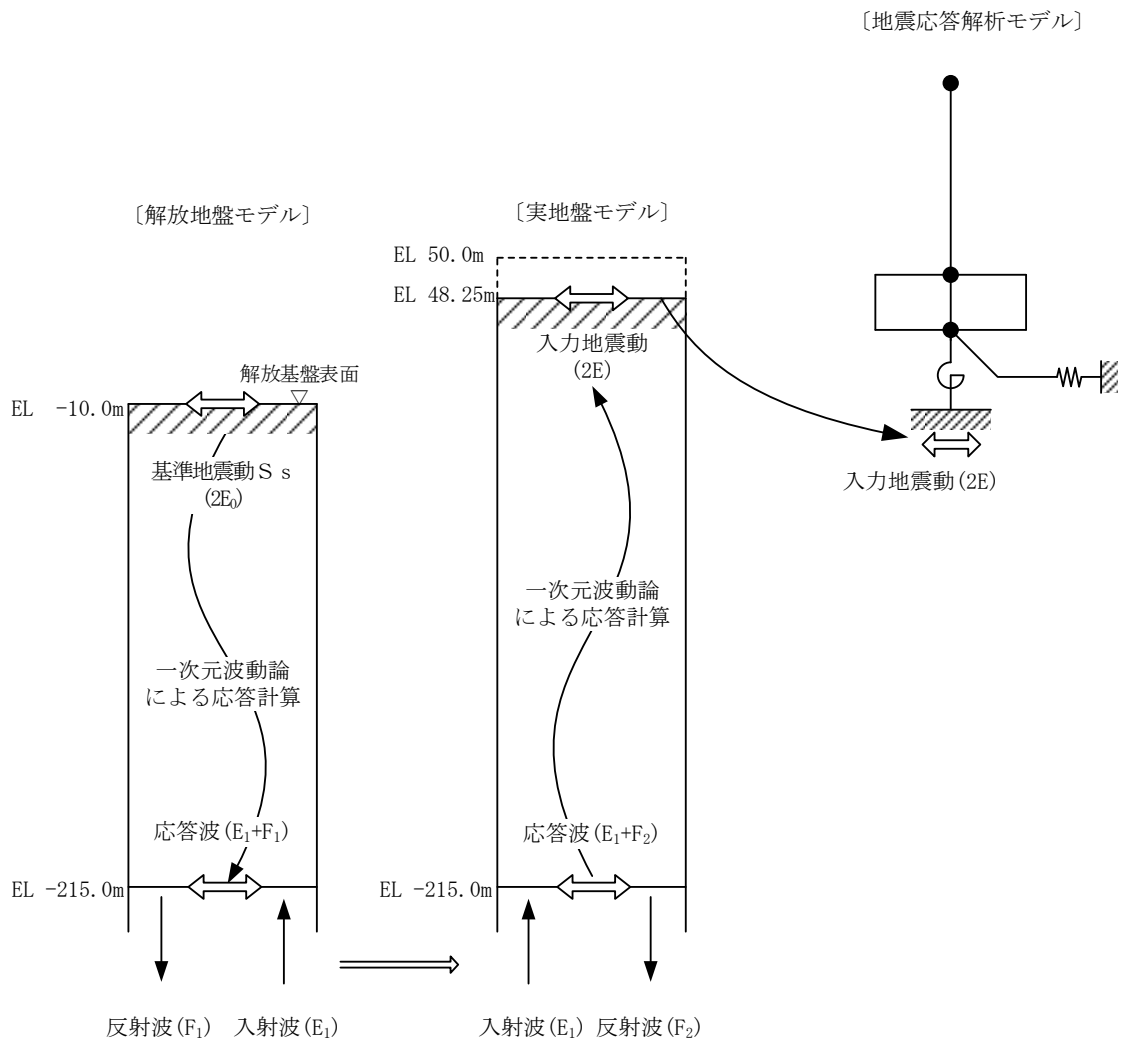 〔地震応答解析モデル〕
〔解放地盤モデル〕
〔実地盤モデル〕
EL 50.0m
EL 48.25m
入力地震動
(2E)
解放基盤表面
EL -10.0m
基準地震動Ｓｓ
(2E₀)
入力地震動(2E)
一次元波動論
による応答計算
一次元波動論
による応答計算
応答波(E₁+F₁)
応答波(E₁+F₂)
EL -215.0m
EL -215.0m
反射波(F₁)
入射波(E₁)
入射波(E₁)
反射波(F₂)